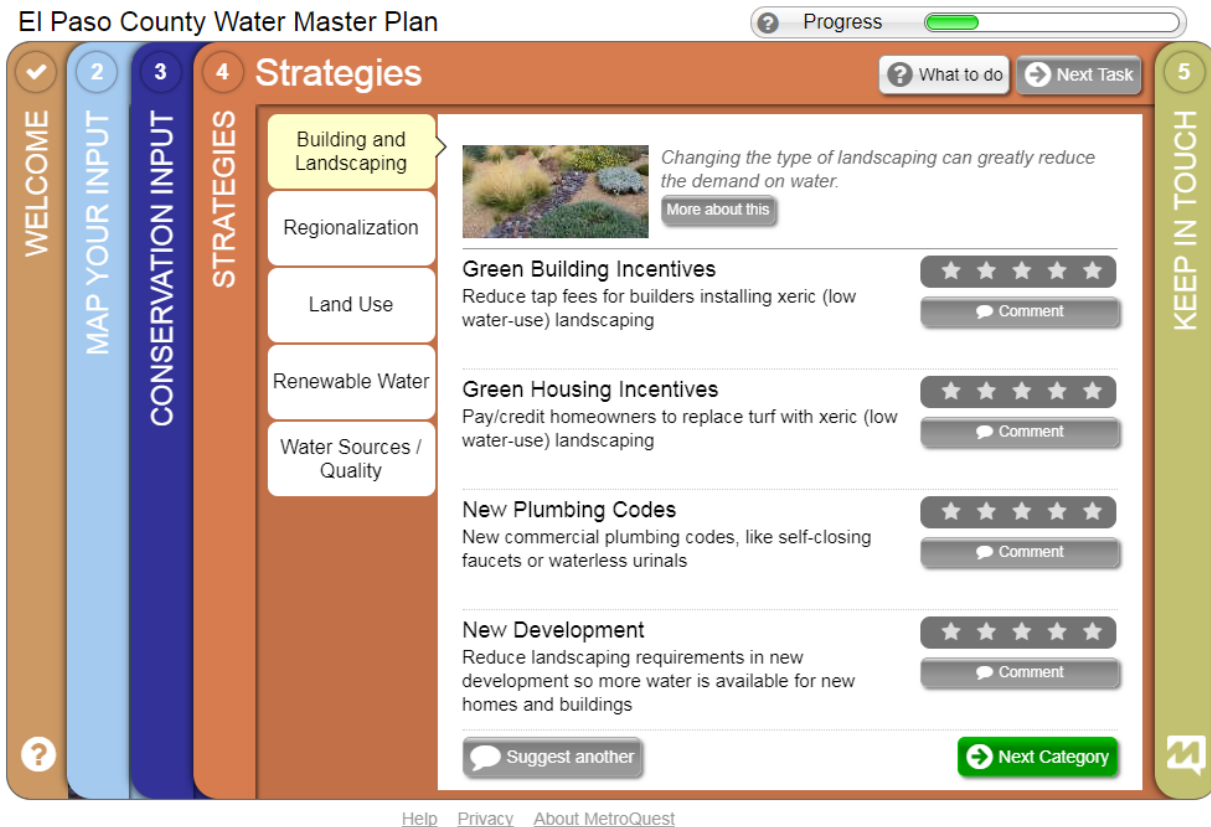 El Paso County Water Master Plan
? Progress
WELCOME
2
MAP YOUR INPUT
3
CONSERVATION INPUT
4
STRATEGIES
Strategies
? What to do
Next Task
5
KEEP IN TOUCH
Building and
Landscaping
Regionalization
Land Use
Renewable Water
Water Sources /
Quality
Changing the type of landscaping can greatly reduce
the demand on water.
More about this
Green Building Incentives
Reduce tap fees for builders installing xeric (low
water-use) landscaping
Comment
Green Housing Incentives
Pay/credit homeowners to replace turf with xeric (low
water-use) landscaping
Comment
New Plumbing Codes
New commercial plumbing codes, like self-closing
faucets or waterless urinals
Comment
New Development
Reduce landscaping requirements in new
development so more water is available for new
homes and buildings
Comment
Suggest another
Next Category
?
Help Privacy About MetroQuest